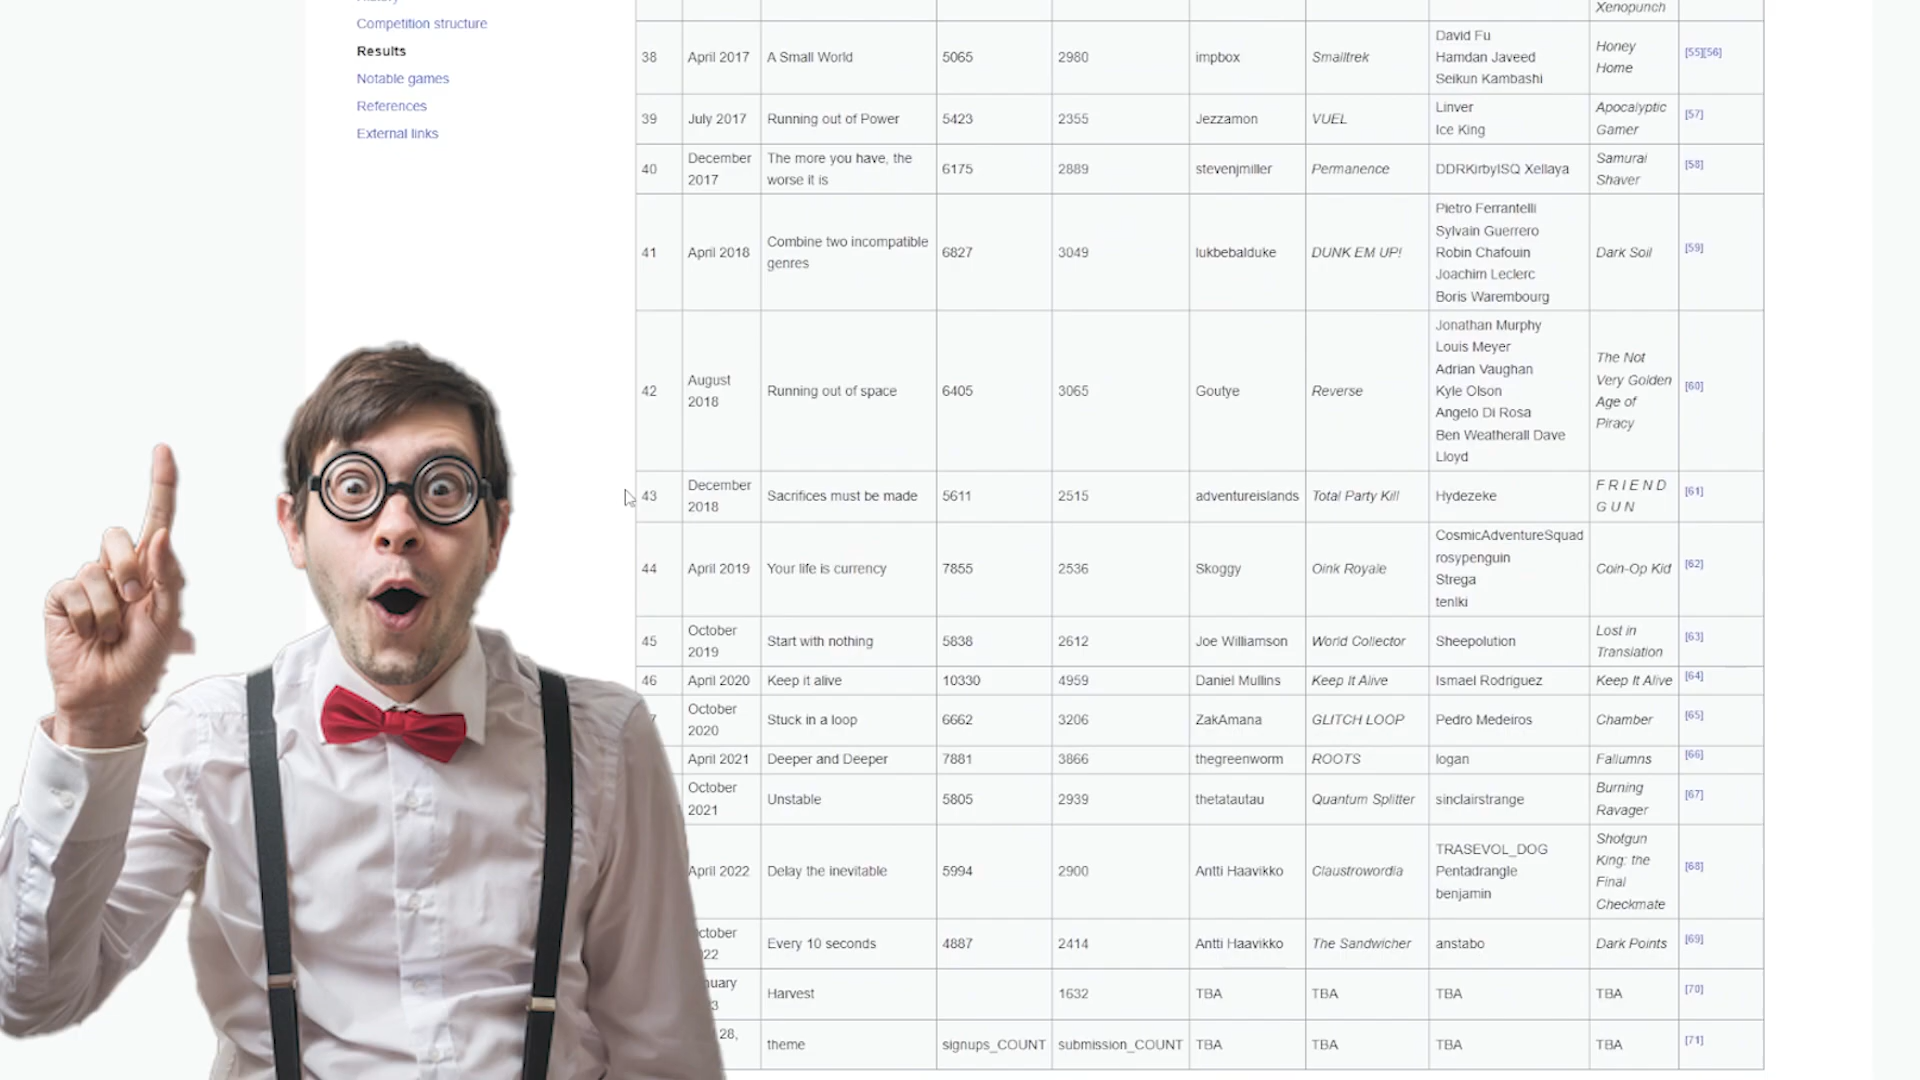 Competition structure
Results
Notable games
References
External links
Xenopunch
38 April 2017 A Small World 5065 2980 impbox Smalltrek David Fu Honey [55][56]
Hamdan Javeed Home
Seikun Kambashi
39 July 2017 Running out of Power 5423 2355 Jezzamon VUEL Linver Apocalyptic [57]
Ice King Gamer
40 December The more you have, the 6175 2889 stevenjmiller Permanence DDRKirbyISQ Xellaya Samurai [58]
2017 worse it is Shaver
41 April 2018 Combine two incompatible 6827 3049 lukbebalduke DUNK EM UP! Pietro Ferrantelli Dark Soil [59]
genres Sylvain Guerrero
Robin Chafouin
Joachim Leclerc
Boris Warembourg
42 August Running out of space 6405 3065 Goutye Reverse Jonathan Murphy The Not [60]
2018 Louis Meyer Very Golden
Adrian Vaughan Age of
Kyle Olson Piracy
Angelo Di Rosa
Ben Weatherall Dave
Lloyd
43 December Sacrifices must be made 5611 2515 adventureislands Total Party Kill Hydezeke F R I E N D [61]
2018 G U N
44 April 2019 Your life is currency 7855 2536 Skoggy Oink Royale CosmicAdventureSquad Coin-Op Kid [62]
rosypenguin
Strega
tenlki
45 October Start with nothing 5838 2612 Joe Williamson World Collector Sheepolution Lost in [63]
2019 Translation
46 April 2020 Keep it alive 10330 4959 Daniel Mullins Keep It Alive Ismael Rodriguez Keep It Alive [64]
7 October Stuck in a loop 6662 3206 ZakAmana GLITCH LOOP Pedro Medeiros Chamber [65]
2020
April 2021 Deeper and Deeper 7881 3866 thegreenworm ROOTS logan Fallumns [66]
October Unstable 5805 2939 thetatautau Quantum Splitter sinclairstrange Burning [67]
2021 Ravager
April 2022 Delay the inevitable 5994 2900 Antti Haavikko Claustrowordia TRASEVOL_DOG Shotgun [68]
Pentadrangle King: the
benjamin Final
Checkmate
ctober Every 10 seconds 4887 2414 Antti Haavikko The Sandwicher anstabo Dark Points [69]
22
nuary Harvest 1632 TBA TBA TBA TBA [70]
3
28, theme signups_COUNT submission_COUNT TBA TBA TBA TBA [71]